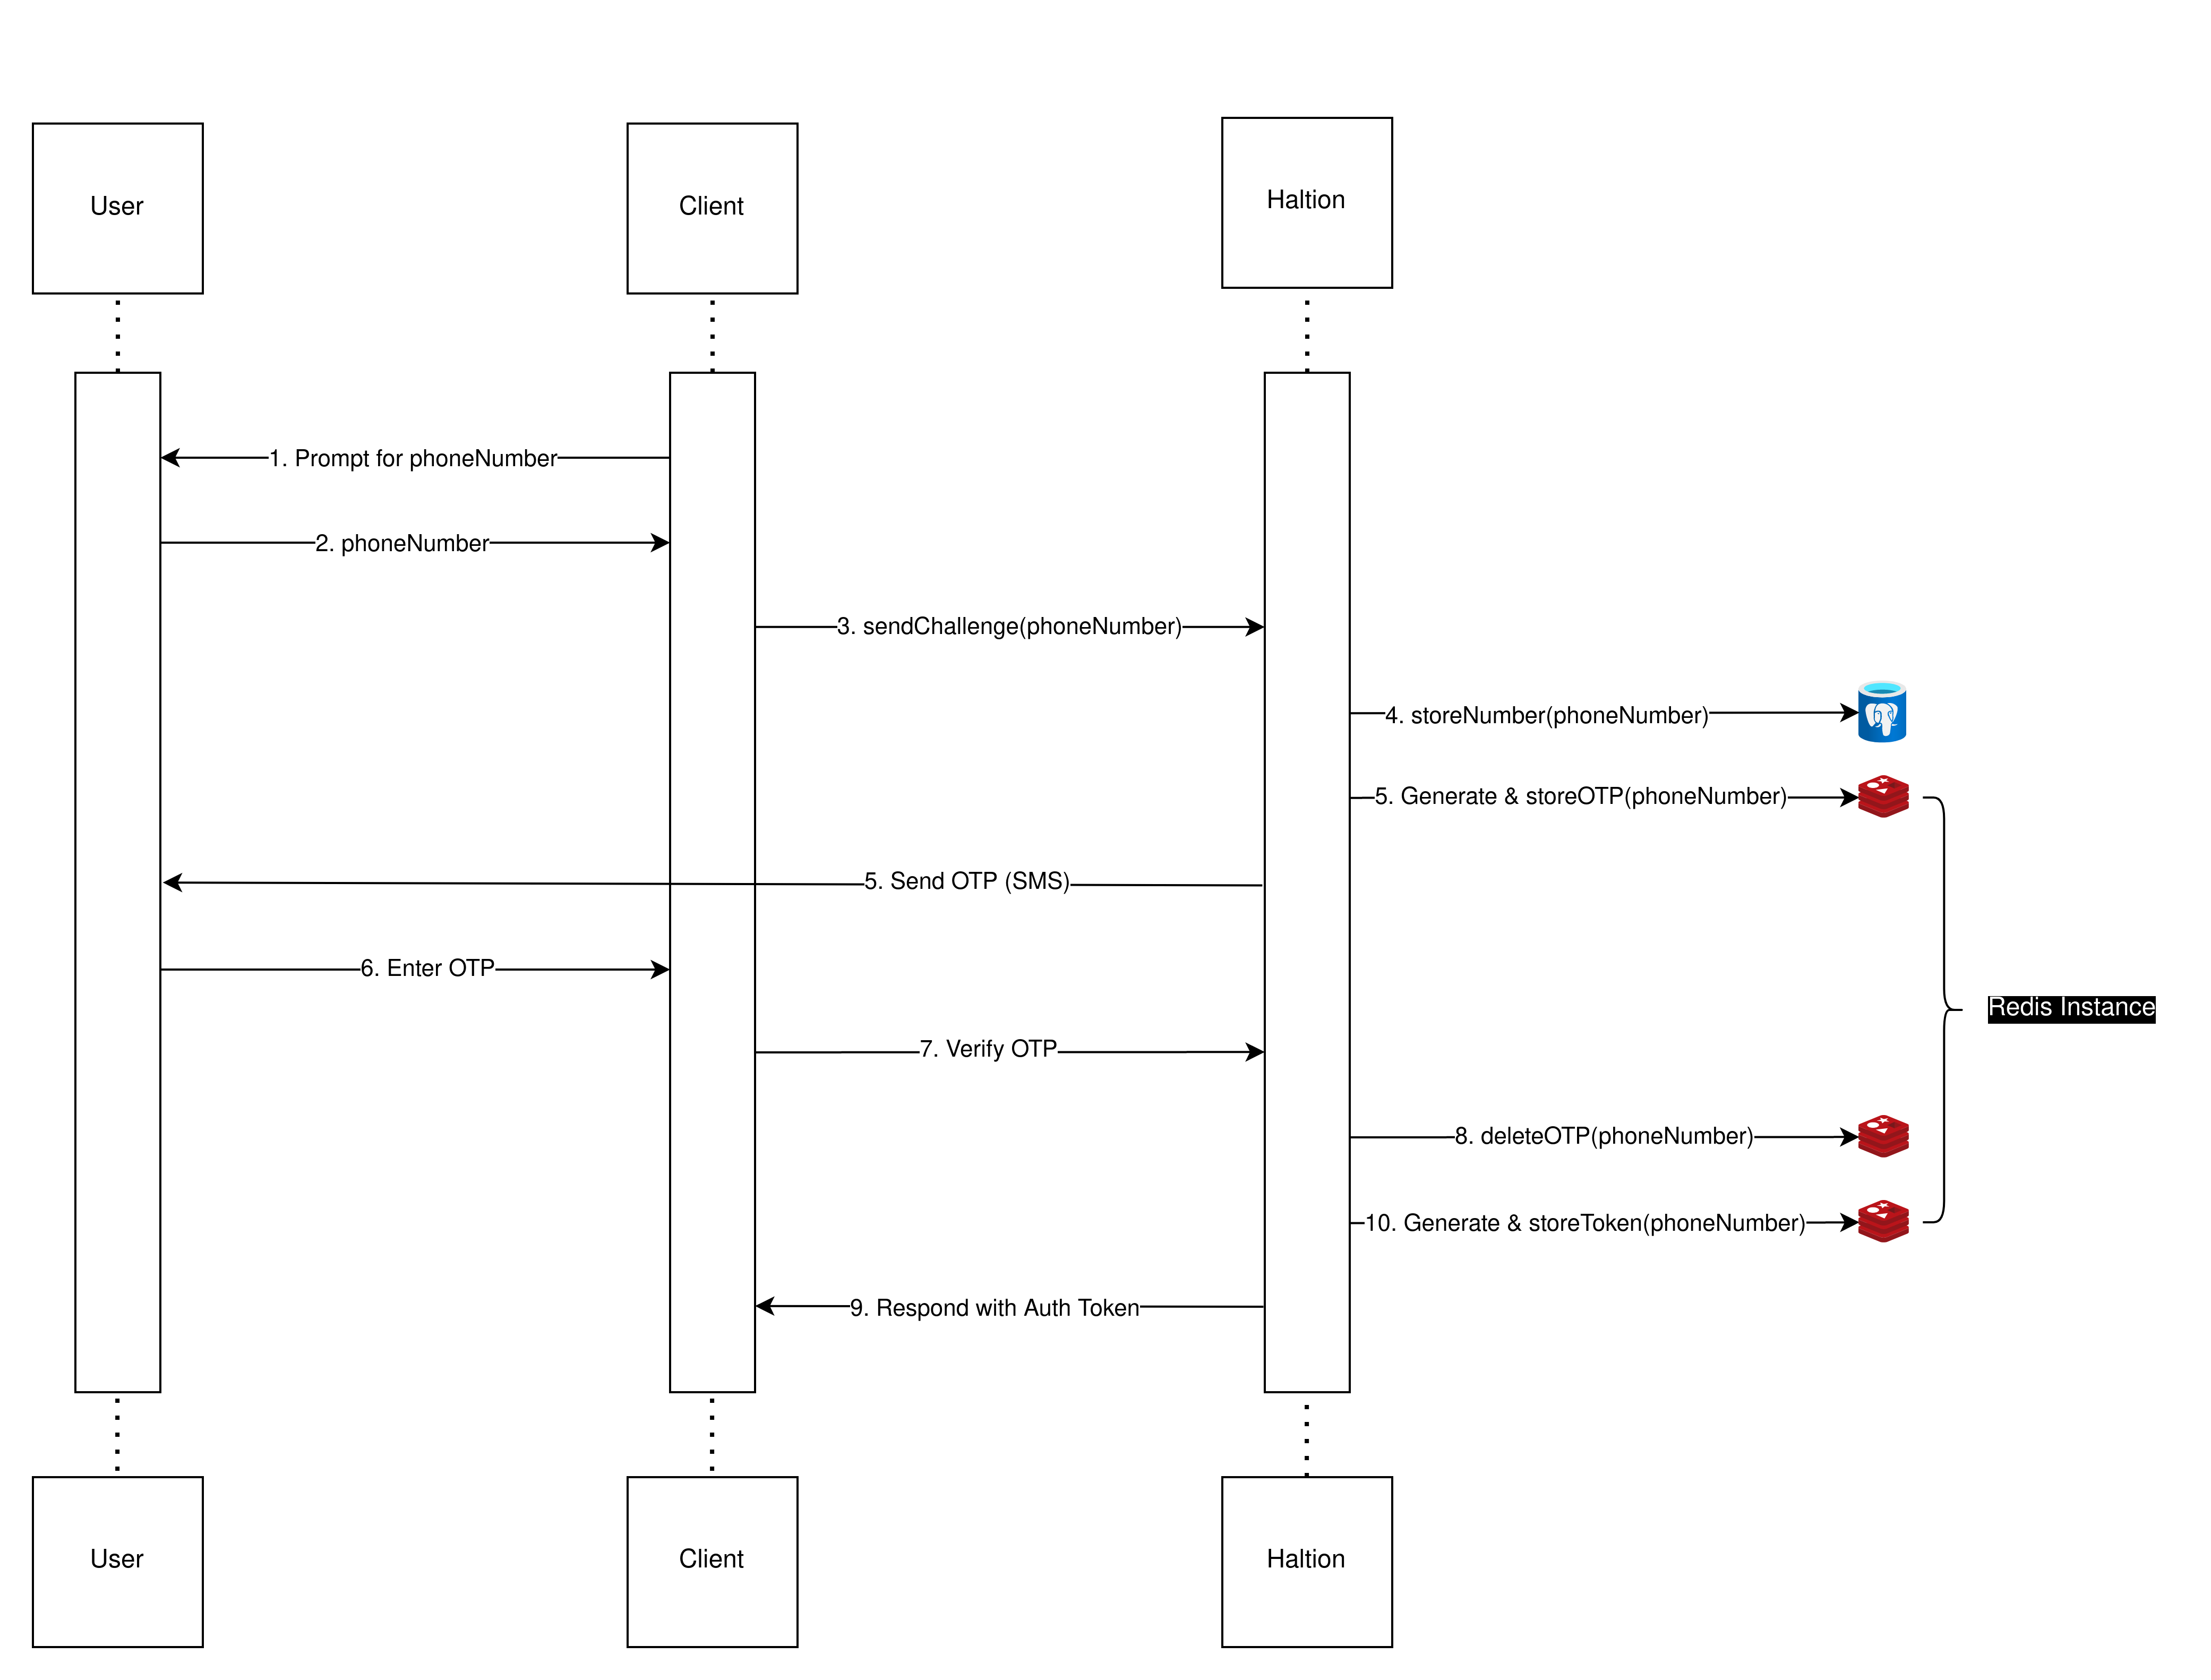 User
Client
Haltion
1. Prompt for phoneNumber
2. phoneNumber
3. sendChallenge(phoneNumber)
4. storeNumber(phoneNumber)
5. Generate & storeOTP(phoneNumber)
5. Send OTP (SMS)
6. Enter OTP
Redis Instance
7. Verify OTP
8. deleteOTP(phoneNumber)
10. Generate & storeToken(phoneNumber)
9. Respond with Auth Token
User
Client
Haltion